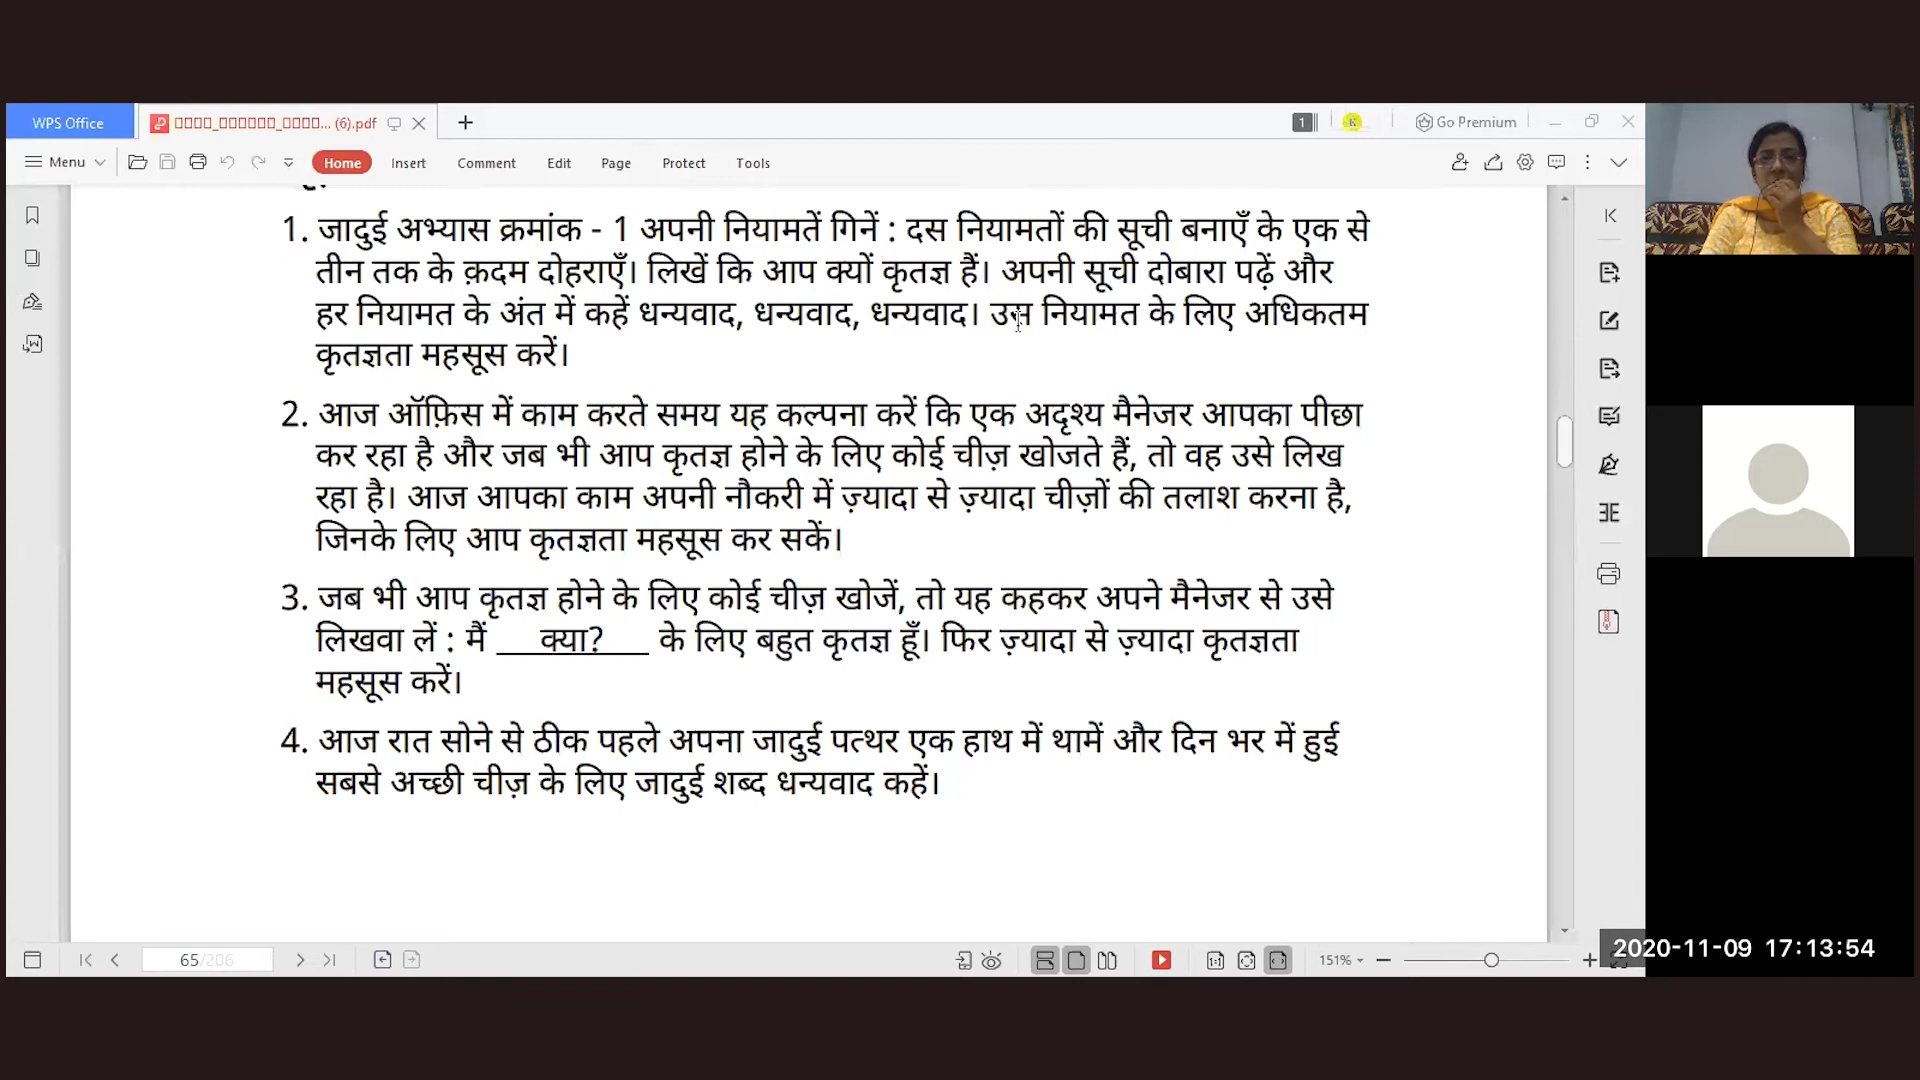 WPS Office
... (6).pdf
1
Go Premium
Menu
Home
Insert
Comment
Edit
Page
Protect
Tools
1. जादुई अभ्यास क्रमांक - 1 अपनी नियामतें गिनें : दस नियामतों की सूची बनाएँ के एक से
तीन तक के क़दम दोहराएँ। लिखें कि आप क्यों कृतज्ञ हैं। अपनी सूची दोबारा पढ़ें और
हर नियामत के अंत में कहें धन्यवाद, धन्यवाद, धन्यवाद। उस नियामत के लिए अधिकतम
कृतज्ञता महसूस करें।
2. आज ऑफ़िस में काम करते समय यह कल्पना करें कि एक अदृश्य मैनेजर आपका पीछा
कर रहा है और जब भी आप कृतज्ञ होने के लिए कोई चीज़ खोजते हैं, तो वह उसे लिख
रहा है। आज आपका काम अपनी नौकरी में ज़्यादा से ज़्यादा चीज़ों की तलाश करना है,
जिनके लिए आप कृतज्ञता महसूस कर सकें।
3. जब भी आप कृतज्ञ होने के लिए कोई चीज़ खोजें, तो यह कहकर अपने मैनेजर से उसे
लिखवा लें : मैं ___क्या?___ के लिए बहुत कृतज्ञ हूँ। फिर ज़्यादा से ज़्यादा कृतज्ञता
महसूस करें।
4. आज रात सोने से ठीक पहले अपना जादुई पत्थर एक हाथ में थामें और दिन भर में हुई
सबसे अच्छी चीज़ के लिए जादुई शब्द धन्यवाद कहें।
65/206
151%
2020-11-09 17:13:54